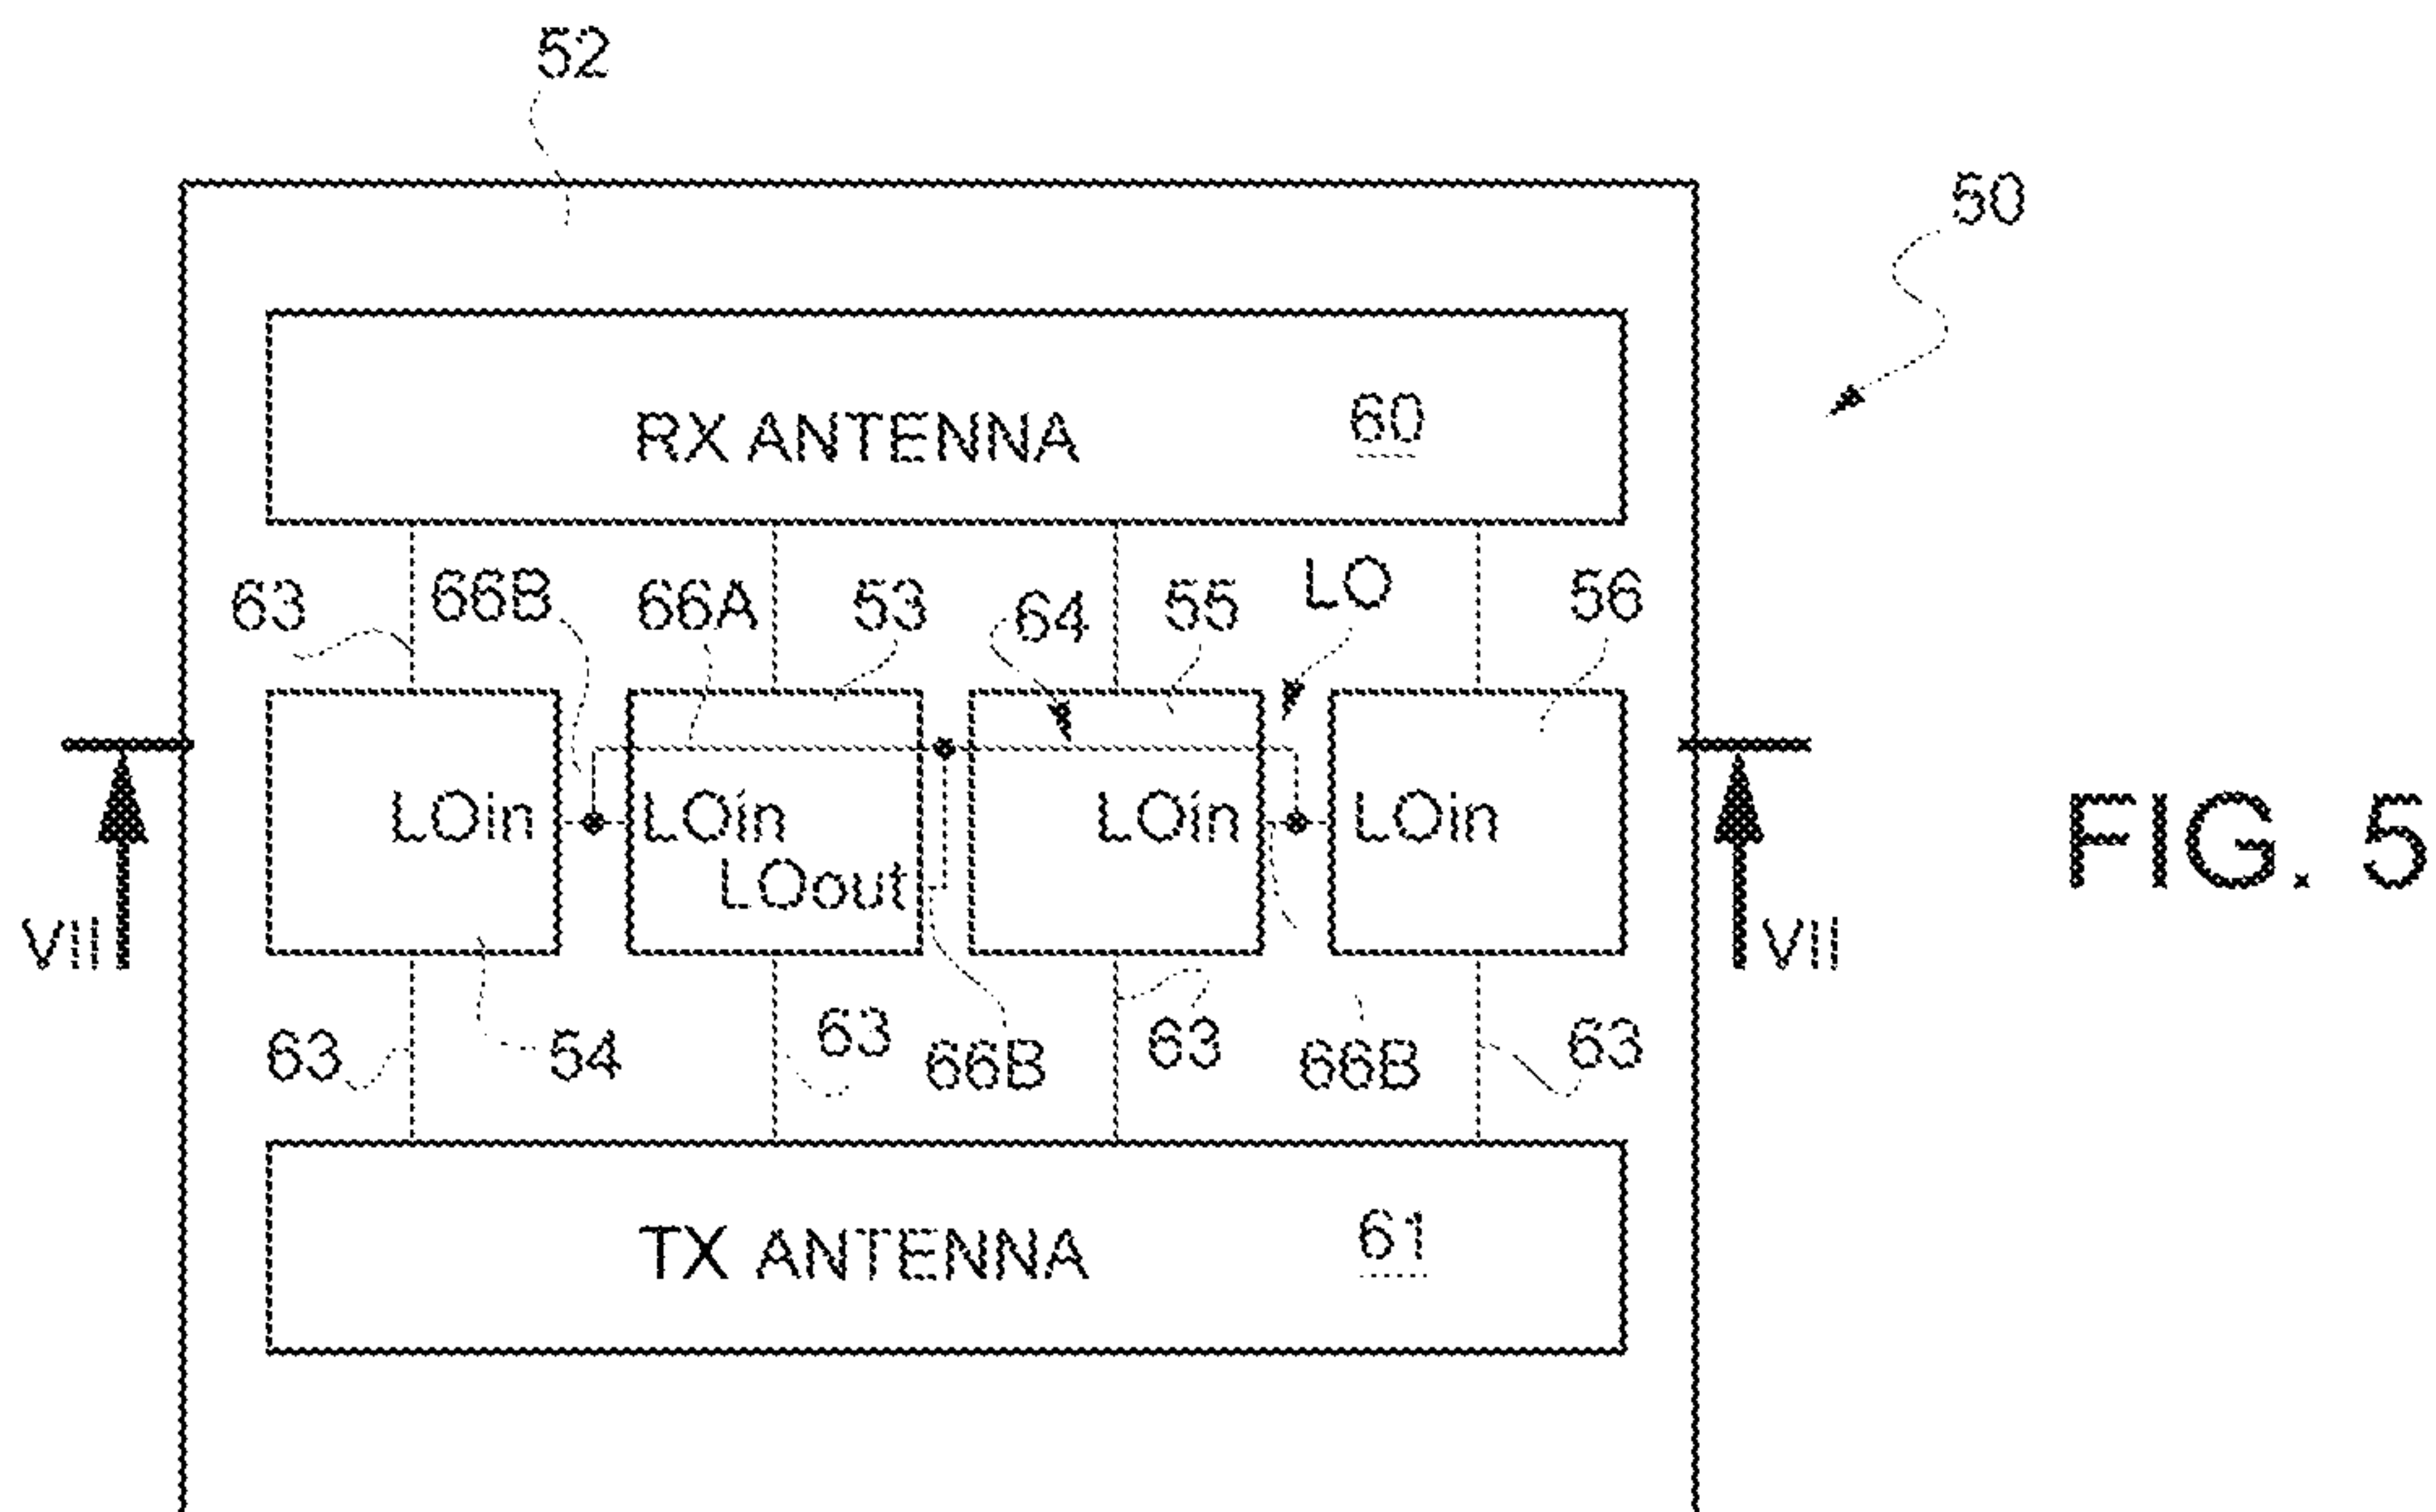 52
50
RX ANTENNA 60
63 66B 66A 53 64 55 LO 56
LOin LOin LOin LOin
LOout
VII VII
FIG. 5
63 54 63 66B 63 66B 63
TX ANTENNA 61